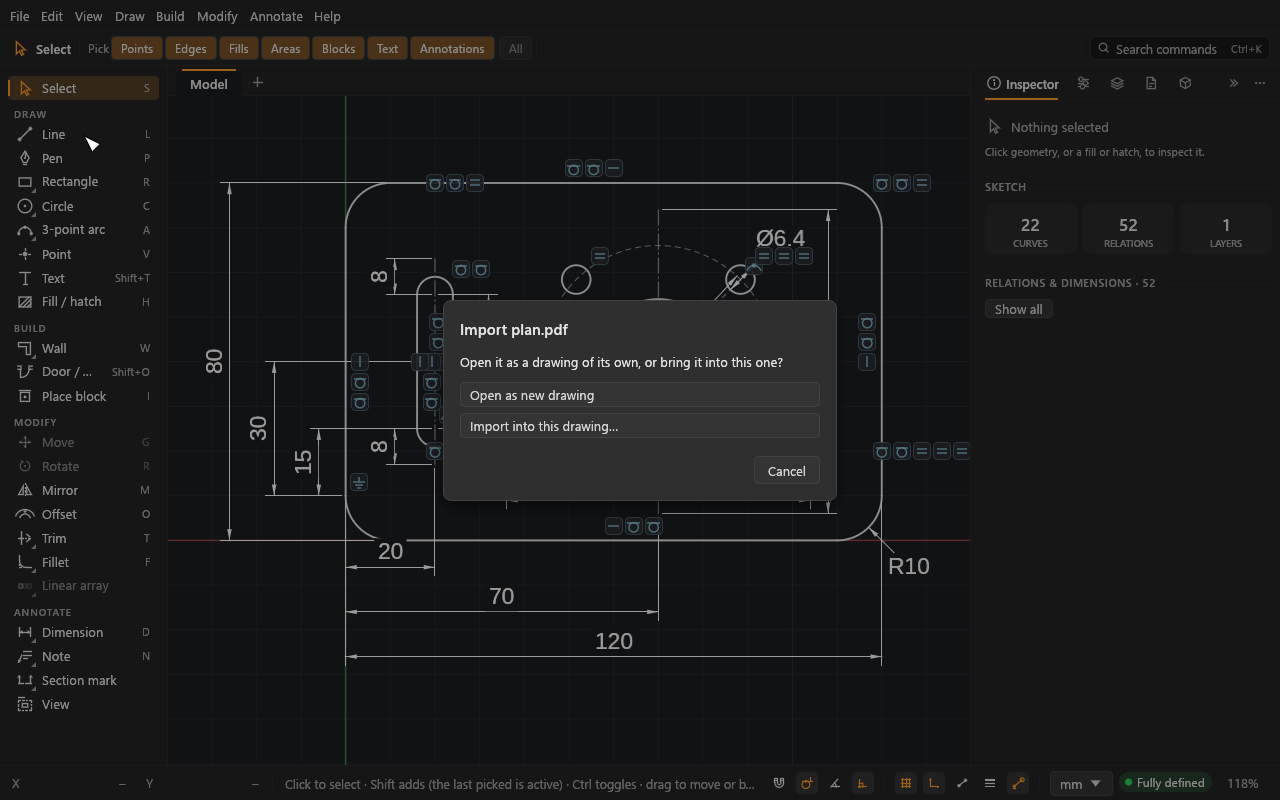 File Edit View Draw Build Modify Annotate Help
Select Pick Points Edges Fills Areas Blocks Text Annotations All Search commands Ctrl+K
Select S
DRAW
Line L
Pen P
Rectangle R
Circle C
3-point arc A
Point V
Text Shift+T
Fill / hatch H
BUILD
Wall W
Door / ... Shift+O
Place block I
MODIFY
Move G
Rotate R
Mirror M
Offset O
Trim T
Fillet F
Linear array
ANNOTATE
Dimension D
Note N
Section mark
View
Model +
Ø6.4
8
80
30
15
8
20
70
120
R10
Import plan.pdf
Open it as a drawing of its own, or bring it into this one?
Open as new drawing
Import into this drawing...
Cancel
Inspector
Nothing selected
Click geometry, or a fill or hatch, to inspect it.
SKETCH
22 52 1
CURVES RELATIONS LAYERS
RELATIONS & DIMENSIONS · 52
Show all
X – Y – Click to select · Shift adds (the last picked is active) · Ctrl toggles · drag to move or b... mm Fully defined 118%